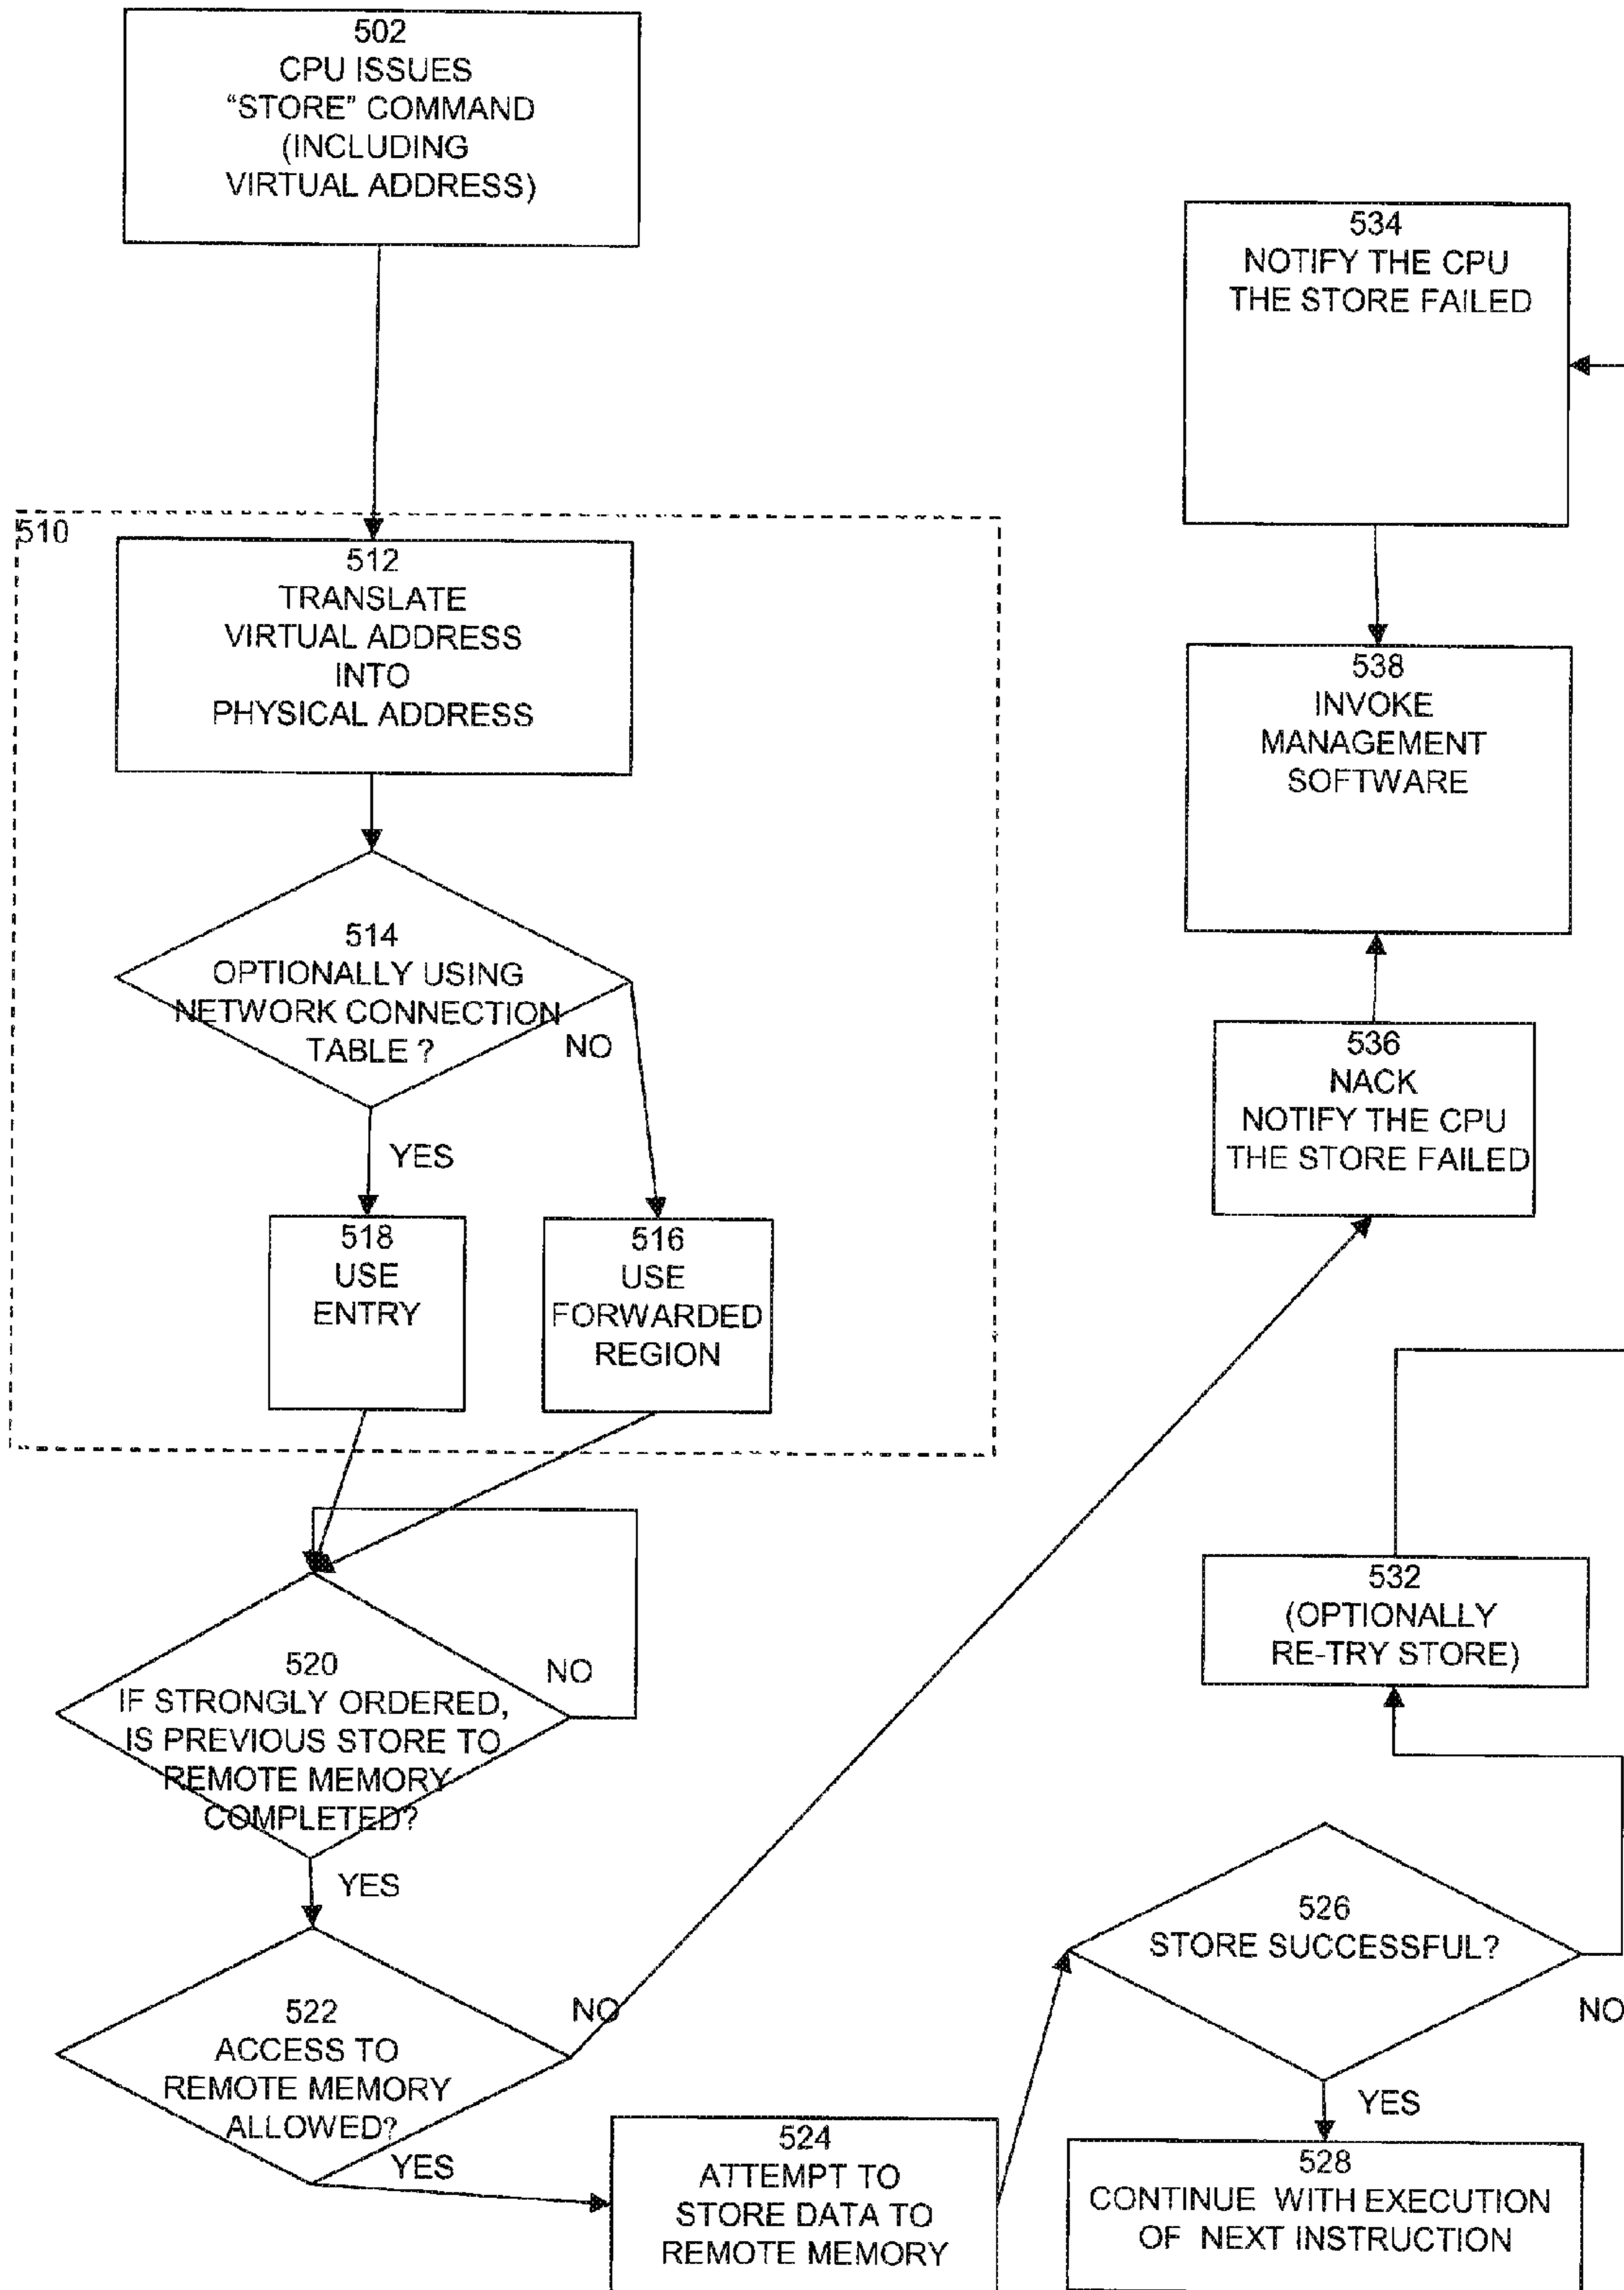 502
CPU ISSUES
"STORE" COMMAND
(INCLUDING
VIRTUAL ADDRESS)
510
512
TRANSLATE
VIRTUAL ADDRESS
INTO
PHYSICAL ADDRESS
514
OPTIONALLY USING
NETWORK CONNECTION
TABLE ?
NO
YES
518
USE
ENTRY
516
USE
FORWARDED
REGION
520
IF STRONGLY ORDERED,
IS PREVIOUS STORE TO
REMOTE MEMORY
COMPLETED?
NO
YES
522
ACCESS TO
REMOTE MEMORY
ALLOWED?
NO
YES
524
ATTEMPT TO
STORE DATA TO
REMOTE MEMORY
534
NOTIFY THE CPU
THE STORE FAILED
538
INVOKE
MANAGEMENT
SOFTWARE
536
NACK
NOTIFY THE CPU
THE STORE FAILED
532
(OPTIONALLY
RE-TRY STORE)
526
STORE SUCCESSFUL?
NO
YES
528
CONTINUE WITH EXECUTION
OF NEXT INSTRUCTION